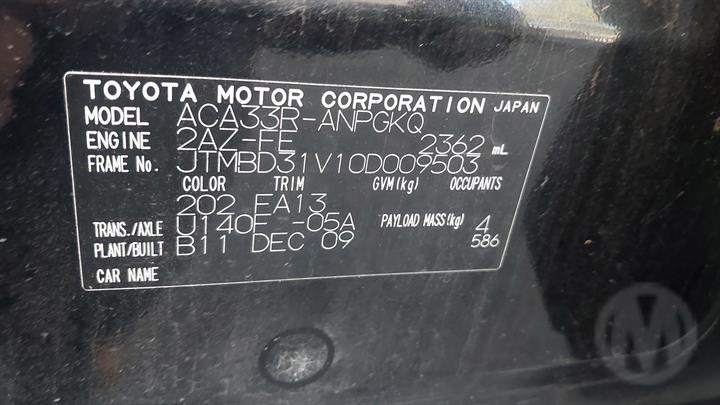 TOYOTA MOTOR CORPORATION JAPAN
MODEL ACA33R-ANPGKQ
ENGINE 2AZ-FE 2362 mL
FRAME No. JTMBD31V10D009503
COLOR TRIM GVM(kg) OCCUPANTS
202 FA13
TRANS./AXLE U140F -05A PAYLOAD MASS(kg) 4
PLANT/BUILT B11 DEC 09 586
CAR NAME
M